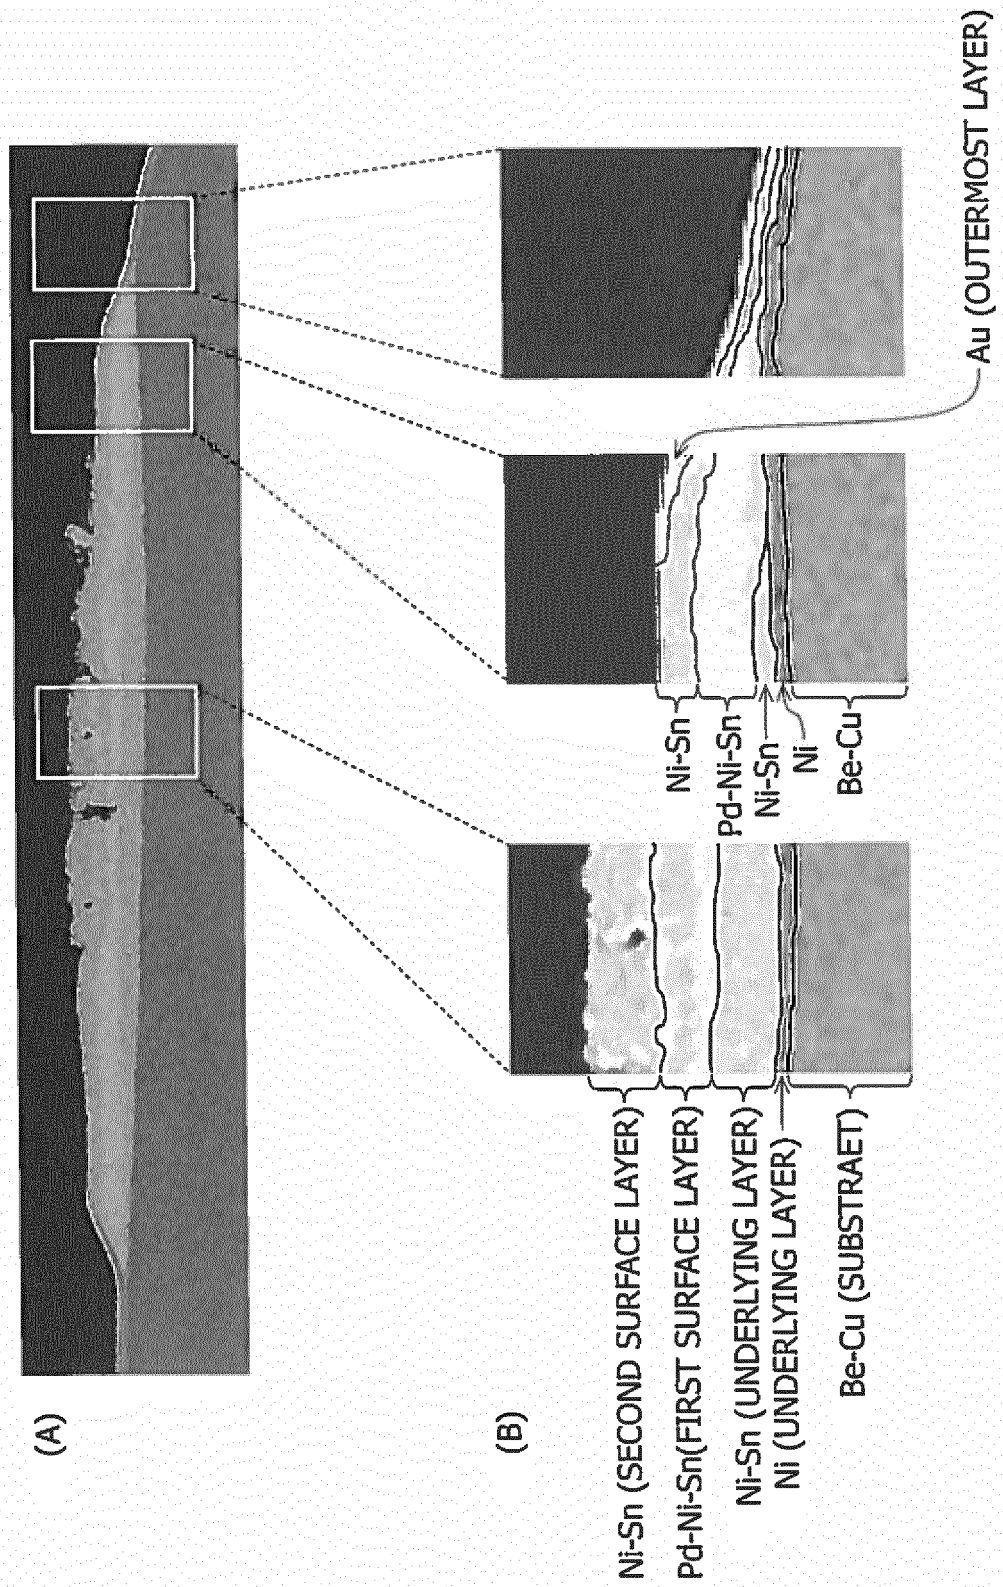 (A)
(B)
Ni-Sn (SECOND SURFACE LAYER)
Pd-Ni-Sn(FIRST SURFACE LAYER)
Ni-Sn (UNDERLYING LAYER)
Ni (UNDERLYING LAYER)
Be-Cu (SUBSTRAET)
Ni-Sn
Pd-Ni-Sn
Ni-Sn
Ni
Be-Cu
Au (OUTERMOST LAYER)